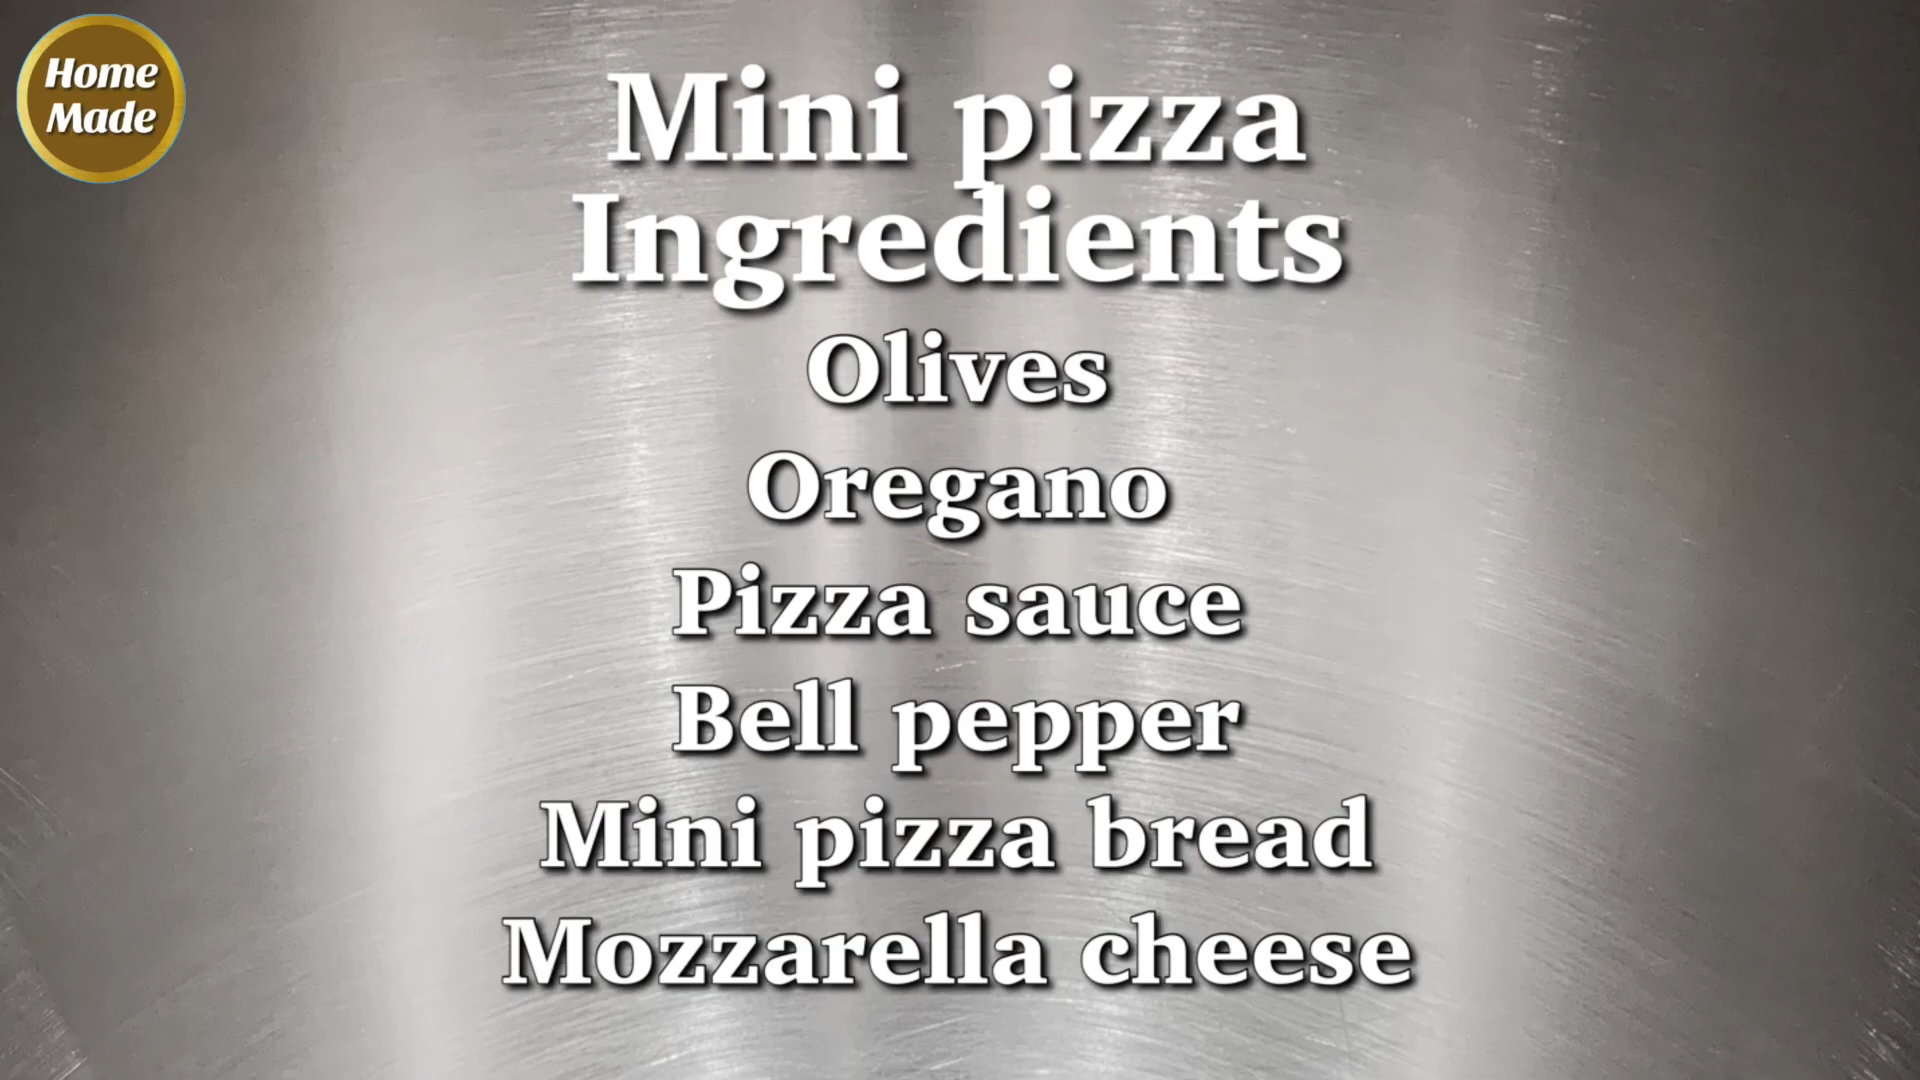 Home
Made
Mini pizza
Ingredients
Olives
Oregano
Pizza sauce
Bell pepper
Mini pizza bread
Mozzarella cheese